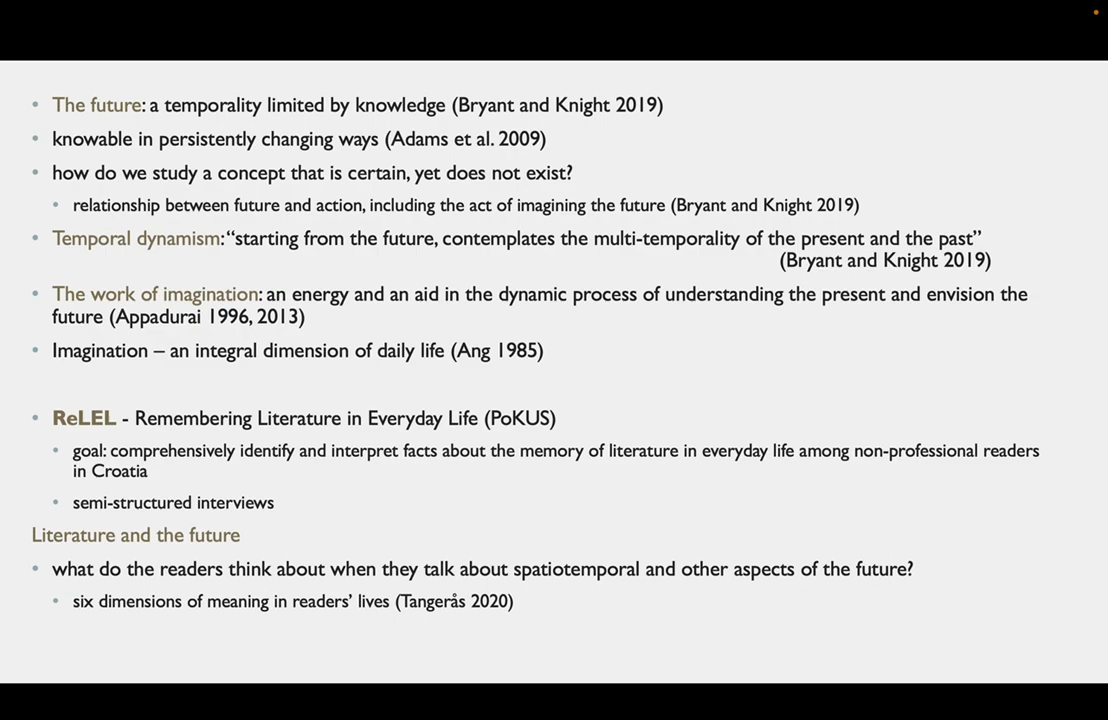 • The future: a temporality limited by knowledge (Bryant and Knight 2019)
• knowable in persistently changing ways (Adams et al. 2009)
• how do we study a concept that is certain, yet does not exist?
• relationship between future and action, including the act of imagining the future (Bryant and Knight 2019)
• Temporal dynamism: “starting from the future, contemplates the multi-temporality of the present and the past”
(Bryant and Knight 2019)
• The work of imagination: an energy and an aid in the dynamic process of understanding the present and envision the
future (Appadurai 1996, 2013)
• Imagination – an integral dimension of daily life (Ang 1985)
• ReLEL - Remembering Literature in Everyday Life (PoKUS)
• goal: comprehensively identify and interpret facts about the memory of literature in everyday life among non-professional readers
in Croatia
• semi-structured interviews
Literature and the future
• what do the readers think about when they talk about spatiotemporal and other aspects of the future?
• six dimensions of meaning in readers’ lives (Tangerås 2020)